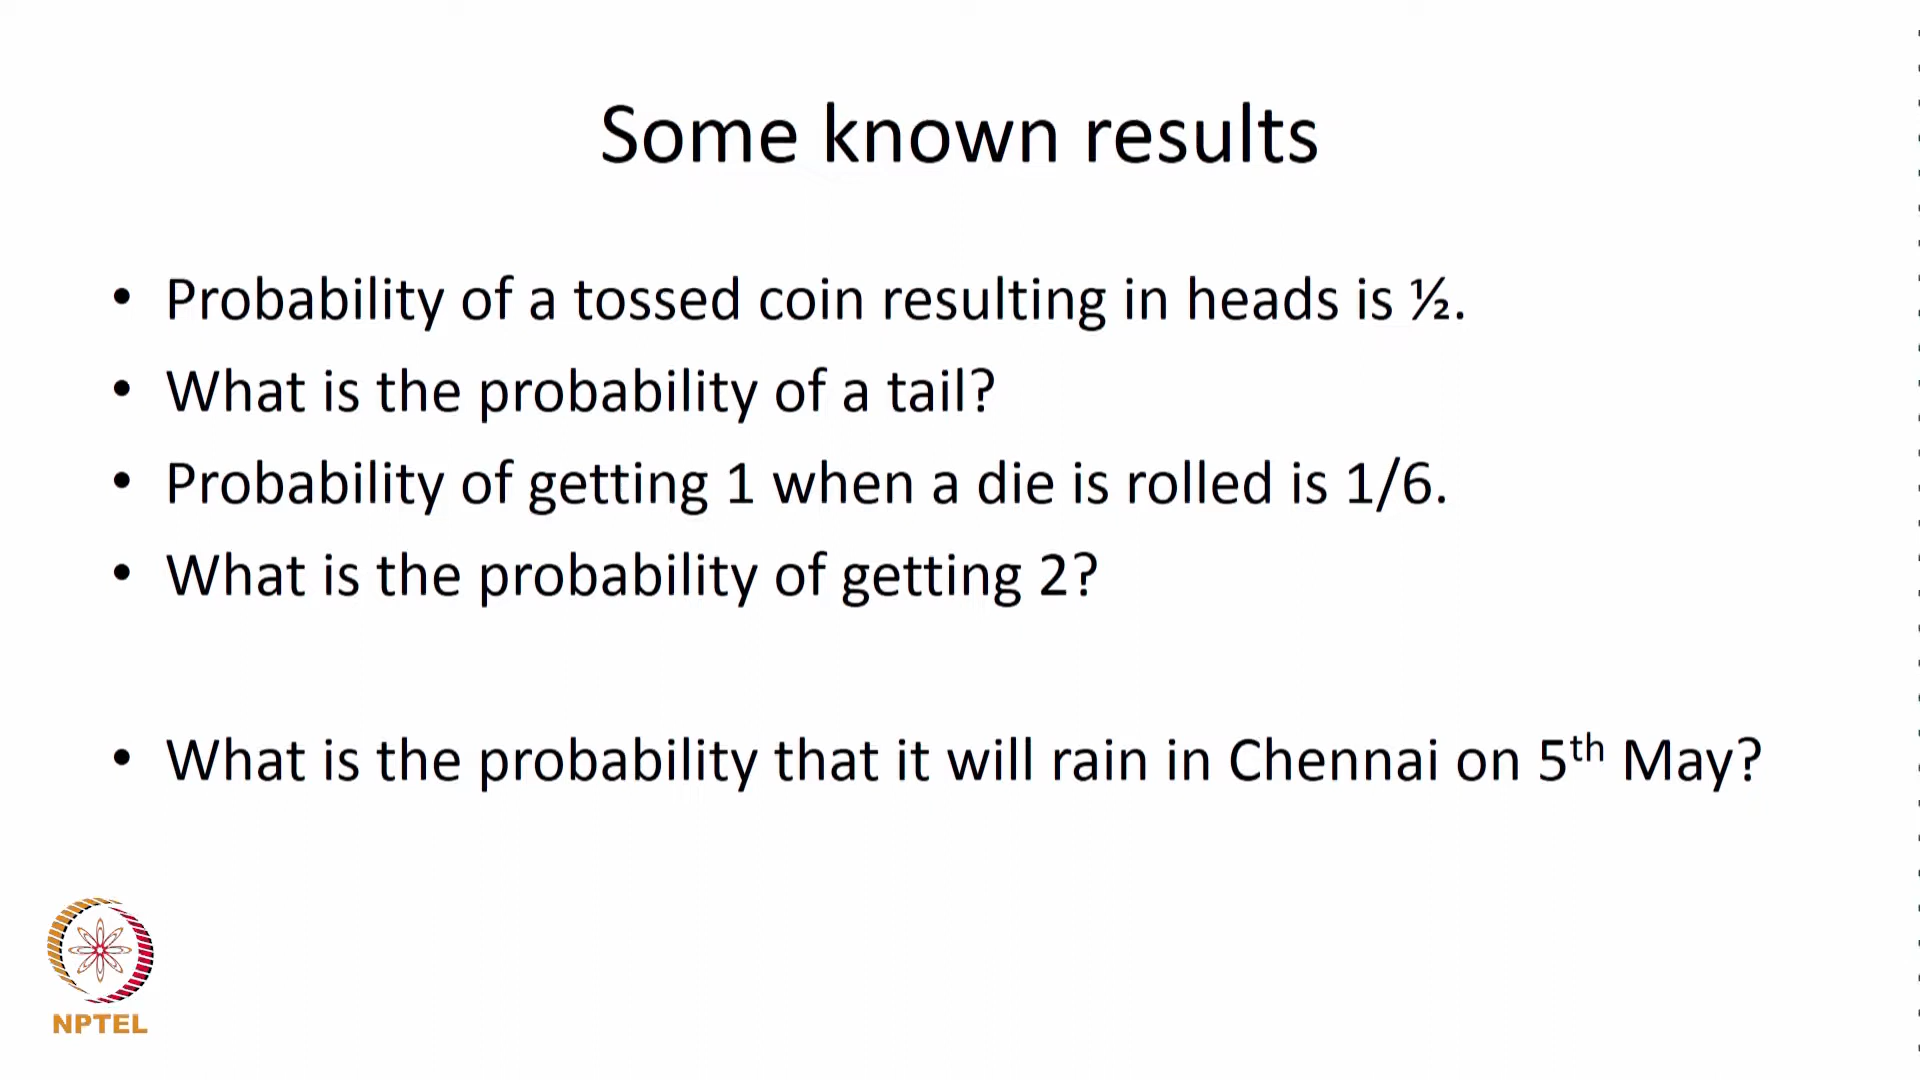 Some known results
• Probability of a tossed coin resulting in heads is ½.
• What is the probability of a tail?
• Probability of getting 1 when a die is rolled is 1/6.
• What is the probability of getting 2?
• What is the probability that it will rain in Chennai on 5th May?
NPTEL